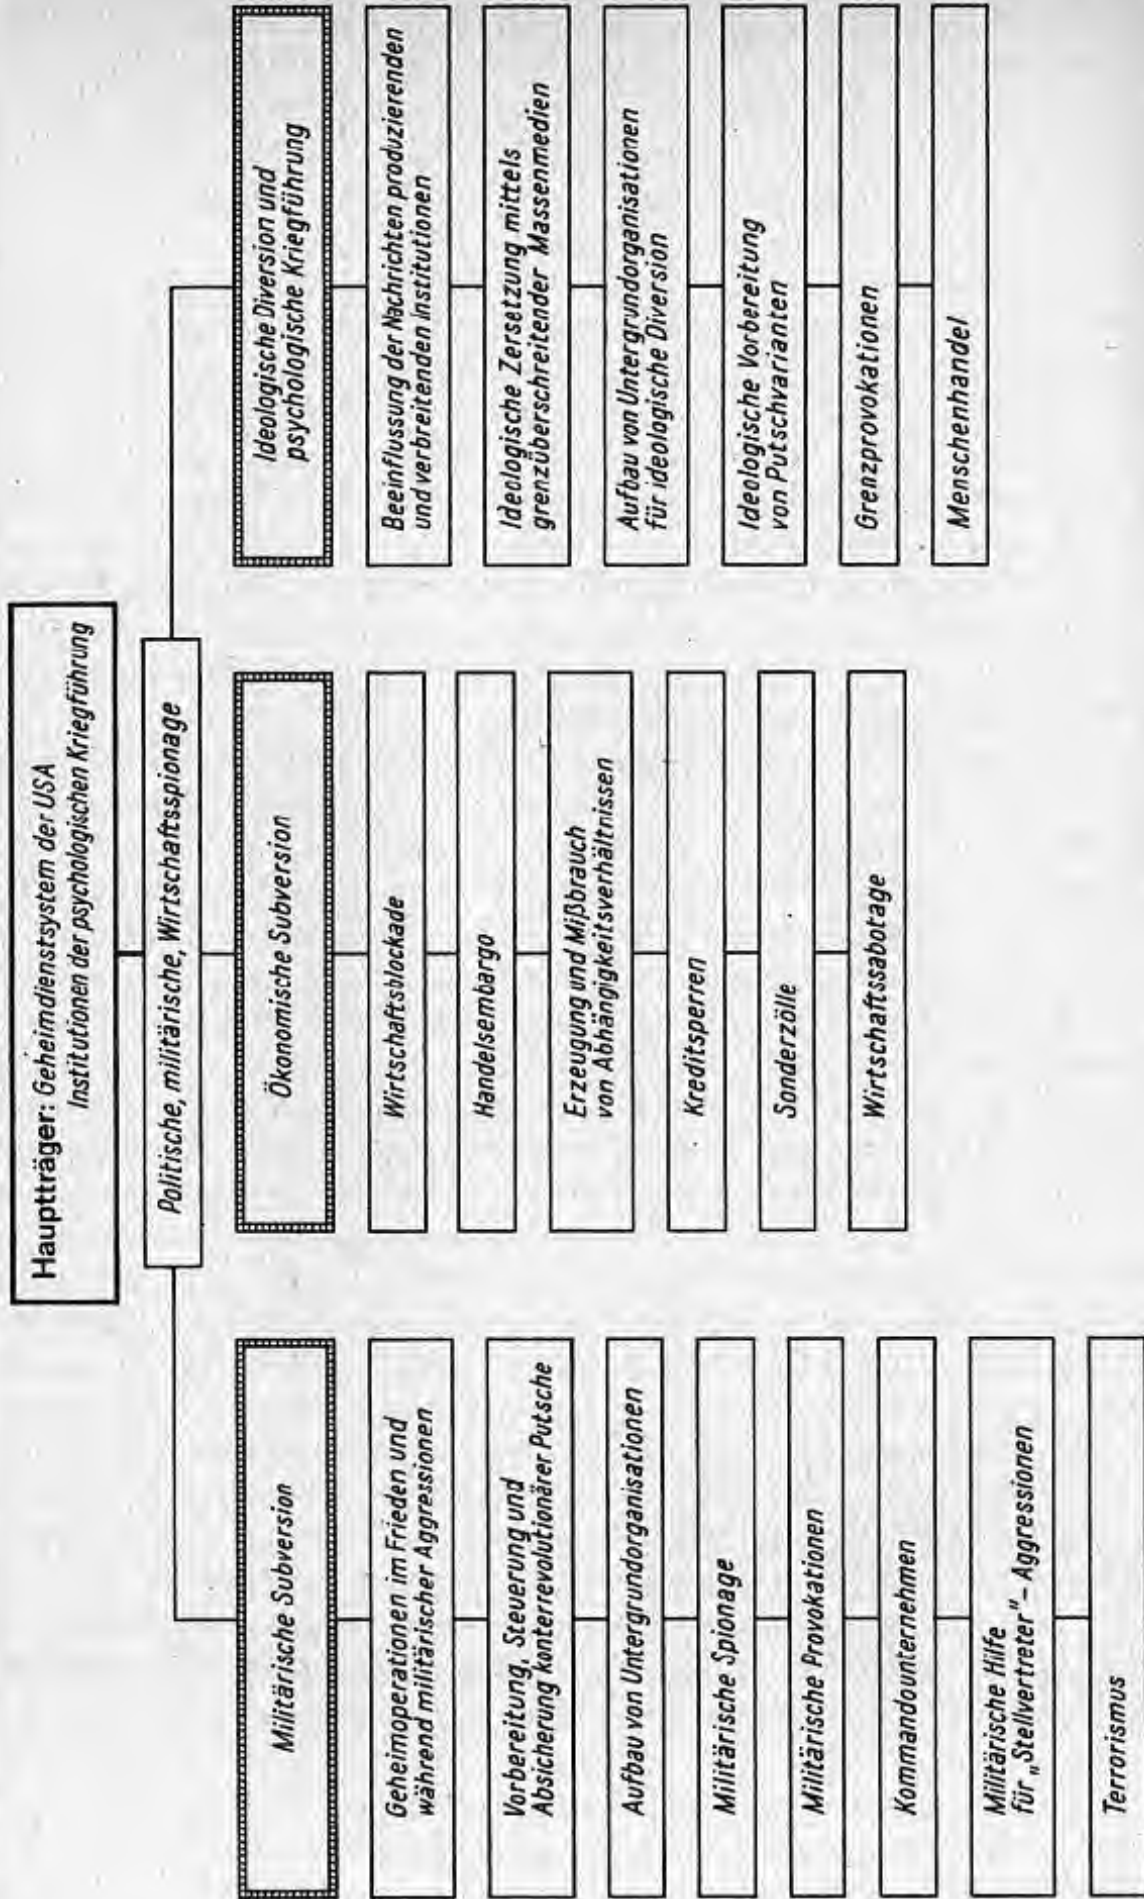 Hauptträger: Geheimdienstsystem der USA
Institutionen der psychologischen Kriegführung
Politische, militärische, Wirtschaftsspionage
Militärische Subversion
Geheimoperationen im Frieden und
während militärischer Aggressionen
Vorbereitung, Steuerung und
Absicherung konterrevolutionärer Putsche
Aufbau von Untergrundorganisationen
Militärische Spionage
Militärische Provokationen
Kommandounternehmen
Militärische Hilfe
für „Stellvertreter"-Aggressionen
Terrorismus
Ökonomische Subversion
Wirtschaftsblockade
Handelsembargo
Erzeugung und Mißbrauch
von Abhängigkeitsverhältnissen
Kreditsperren
Sonderzölle
Wirtschaftssabotage
Ideologische Diversion und
psychologische Kriegführung
Beeinflussung der Nachrichten produzierenden
und verbreitenden Institutionen
Ideologische Zersetzung mittels
grenzüberschreitender Massenmedien
Aufbau von Untergrundorganisationen
für ideologische Diversion
Ideologische Vorbereitung
von Putschvarianten
Grenzprovokationen
Menschenhandel